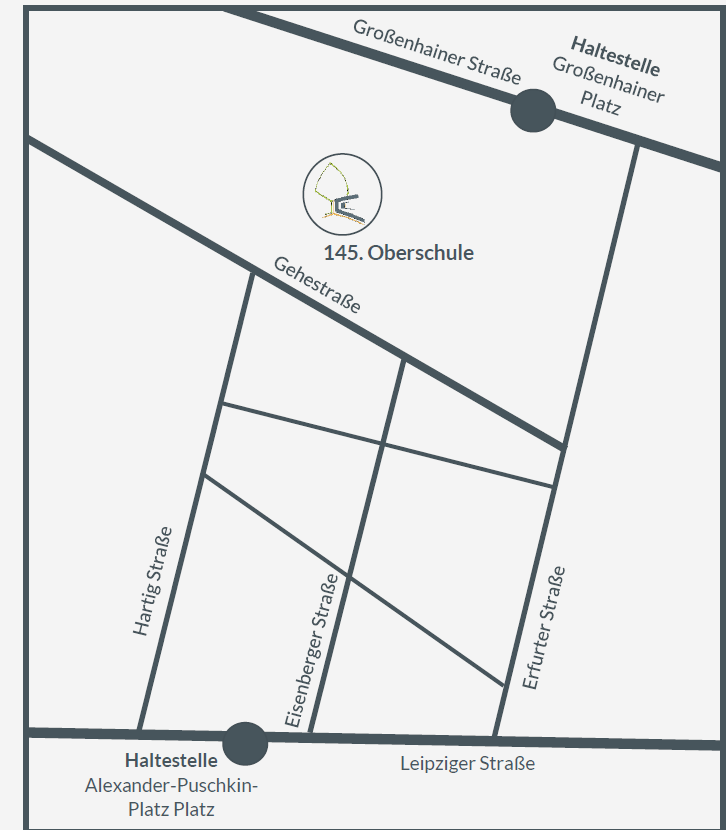 Großenhainer Straße
Haltestelle
Großenhainer
Platz
145. Oberschule
Gehestraße
Hartig Straße
Eisenberger Straße
Erfurter Straße
Haltestelle
Alexander-Puschkin-
Platz Platz
Leipziger Straße